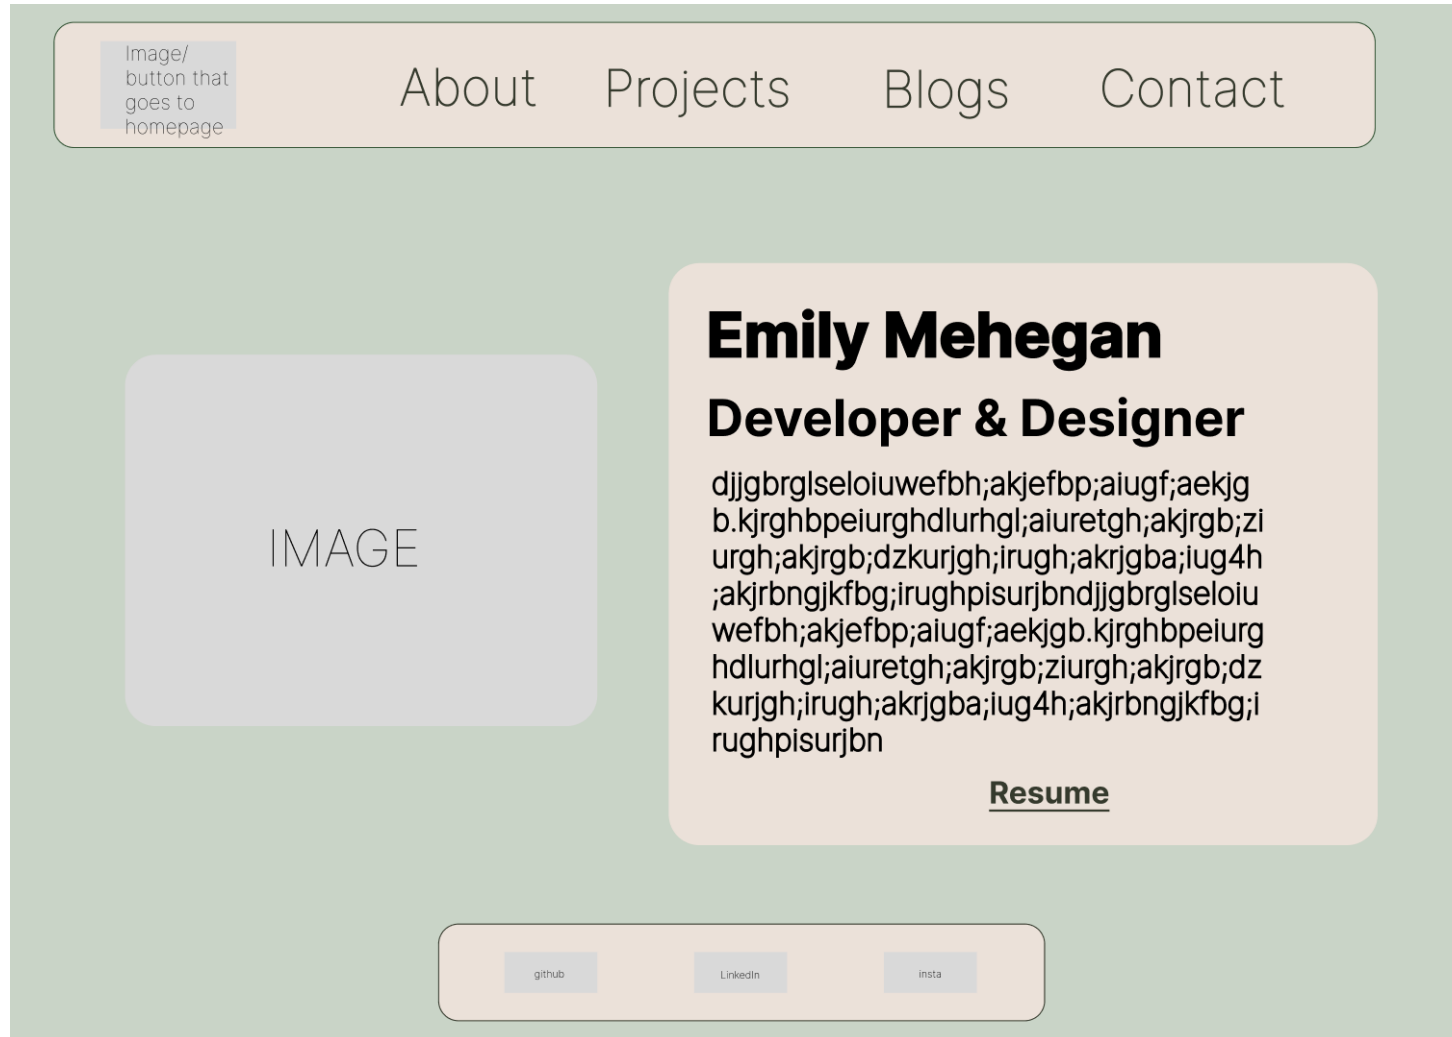 Image/
button that
goes to
homepage
About Projects Blogs Contact
IMAGE
Emily Mehegan
Developer & Designer
djjgbrglseloiuwefbh;akjefbp;aiugf;aekjg
b.kjrghbpeiurghdlurhgl;aiuretgh;akjrgb;zi
urgh;akjrgb;dzkurjgh;irugh;akrjgba;iug4h
;akjrbngjkfbg;irughpisurjbndjjgbrglseloiu
wefbh;akjefbp;aiugf;aekjgb.kjrghbpeiurg
hdlurhgl;aiuretgh;akjrgb;ziurgh;akjrgb;dz
kurjgh;irugh;akrjgba;iug4h;akjrbngjkfbg;i
rughpisurjbn
Resume
github LinkedIn insta